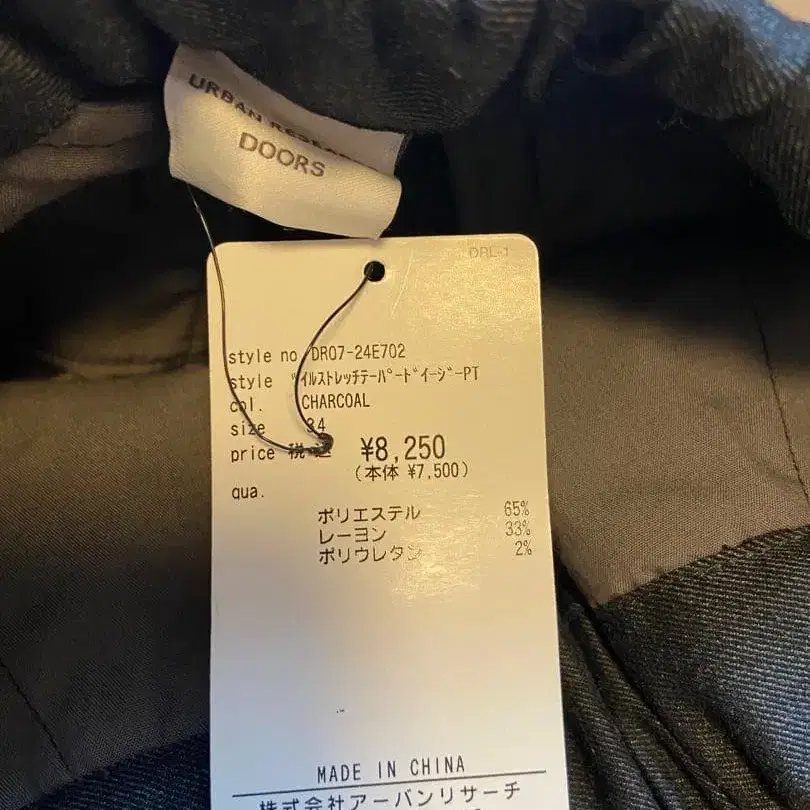 URBAN RESEARCH
DOORS
DRL-1
style no. DR07-24E702
style ﾂｲﾙｽﾄﾚｯﾁﾃｰﾊﾟｰﾄﾞｲｰｼﾞｰPT
col. CHARCOAL
size 34
price 税込 ¥8,250
(本体 ¥7,500)
qua.
ポリエステル 65%
レーヨン 33%
ポリウレタン 2%
MADE IN CHINA
株式会社アーバンリサーチ